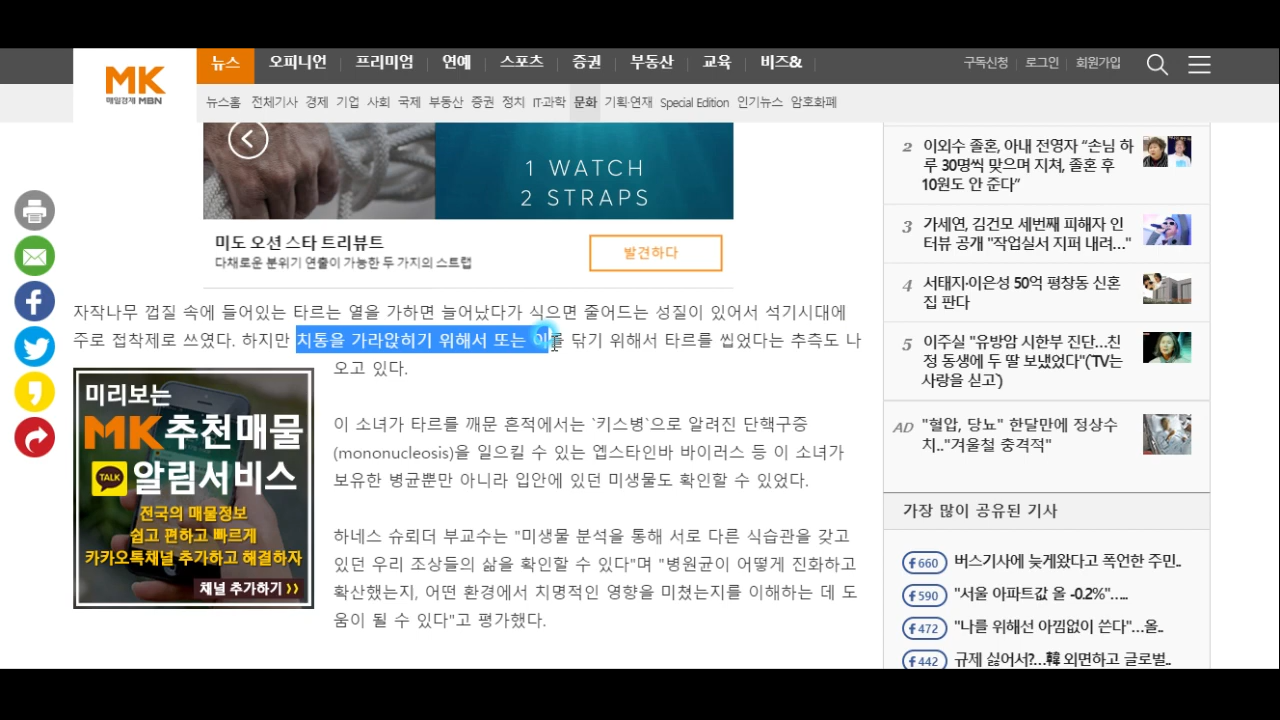 MK
매일경제 MBN
뉴스 오피니언 프리미엄 연예 스포츠 증권 부동산 교육 비즈&
구독신청 로그인 회원가입
뉴스홈 전체기사 경제 기업 사회 국제 부동산 증권 정치 IT·과학 문화 기획·연재 Special Edition 인기뉴스 암호화폐
1 WATCH
2 STRAPS
미도 오션 스타 트리뷰트
다채로운 분위기 연출이 가능한 두 가지의 스트랩
발견하다
자작나무 껍질 속에 들어있는 타르는 열을 가하면 늘어났다가 식으면 줄어드는 성질이 있어서 석기시대에
주로 접착제로 쓰였다. 하지만 치통을 가라앉히기 위해서 또는 이를 닦기 위해서 타르를 씹었다는 추측도 나
오고 있다.
이 소녀가 타르를 깨문 흔적에서는 `키스병`으로 알려진 단핵구증
(mononucleosis)을 일으킬 수 있는 엡스타인바 바이러스 등 이 소녀가
보유한 병균뿐만 아니라 입안에 있던 미생물도 확인할 수 있었다.
하네스 슈뢰더 부교수는 "미생물 분석을 통해 서로 다른 식습관을 갖고
있던 우리 조상들의 삶을 확인할 수 있다"며 "병원균이 어떻게 진화하고
확산했는지, 어떤 환경에서 치명적인 영향을 미쳤는지를 이해하는 데 도
움이 될 수 있다"고 평가했다.
미리보는
MK추천매물
TALK 알림서비스
전국의 매물정보
쉽고 편하고 빠르게
카카오톡채널 추가하고 해결하자
채널 추가하기 》
2 이외수 졸혼, 아내 전영자 “손님 하
루 30명씩 맞으며 지쳐, 졸혼 후
10원도 안 준다”
3 가세연, 김건모 세번째 피해자 인
터뷰 공개 "작업실서 지퍼 내려…"
4 서태지·이은성 50억 평창동 신혼
집 판다
5 이주실 "유방암 시한부 진단…친
정 동생에 두 딸 보냈었다"(‘TV는
사랑을 싣고’)
AD "혈압, 당뇨" 한달만에 정상수
치.."겨울철 충격적"
가장 많이 공유된 기사
f 660 버스기사에 늦게왔다고 폭언한 주민..
f 590 "서울 아파트값 올 -0.2%"…..
f 472 "나를 위해선 아낌없이 쓴다"…올..
f 442 규제 싫어서?…韓 외면하고 글로벌..